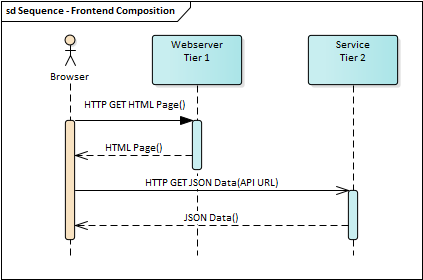 sd Sequence - Frontend Composition
Webserver
Tier 1
Service
Tier 2
Browser
HTTP GET HTML Page()
HTML Page()
HTTP GET JSON Data(API URL)
JSON Data()